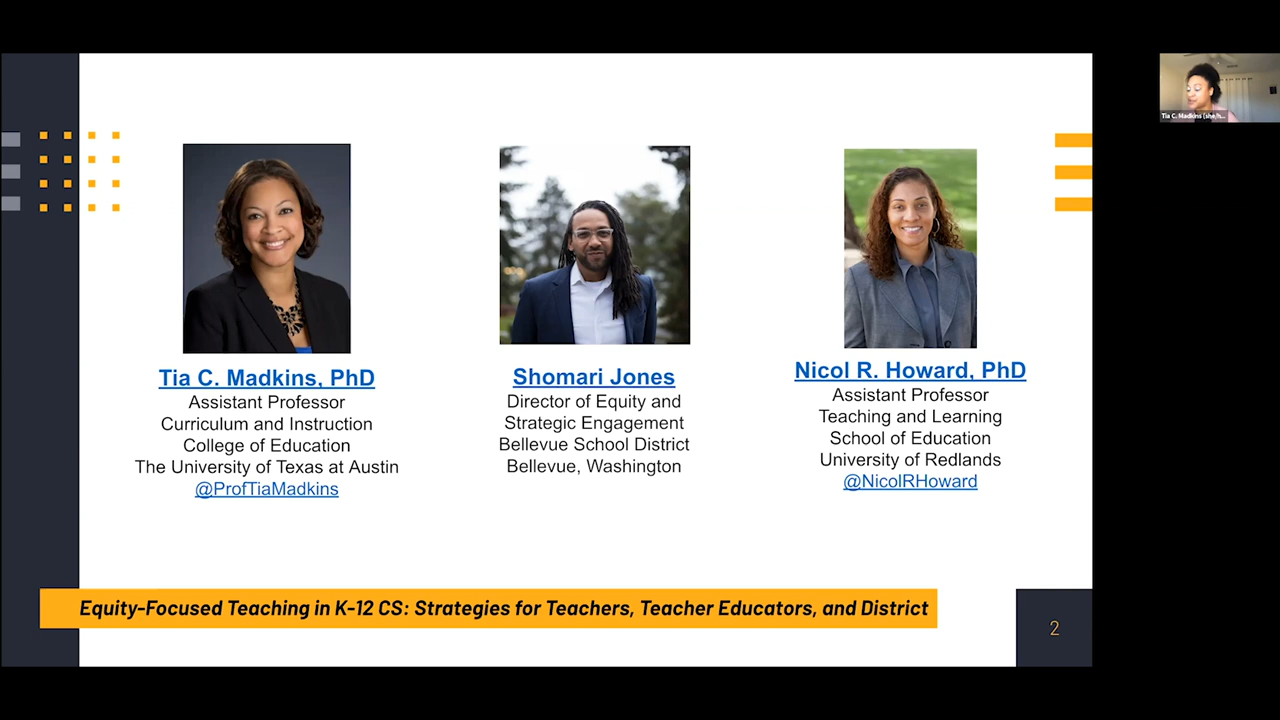 Tia C. Madkins (she/h...
Tia C. Madkins, PhD
Assistant Professor
Curriculum and Instruction
College of Education
The University of Texas at Austin
@ProfTiaMadkins
Shomari Jones
Director of Equity and
Strategic Engagement
Bellevue School District
Bellevue, Washington
Nicol R. Howard, PhD
Assistant Professor
Teaching and Learning
School of Education
University of Redlands
@NicolRHoward
Equity-Focused Teaching in K-12 CS: Strategies for Teachers, Teacher Educators, and District
2